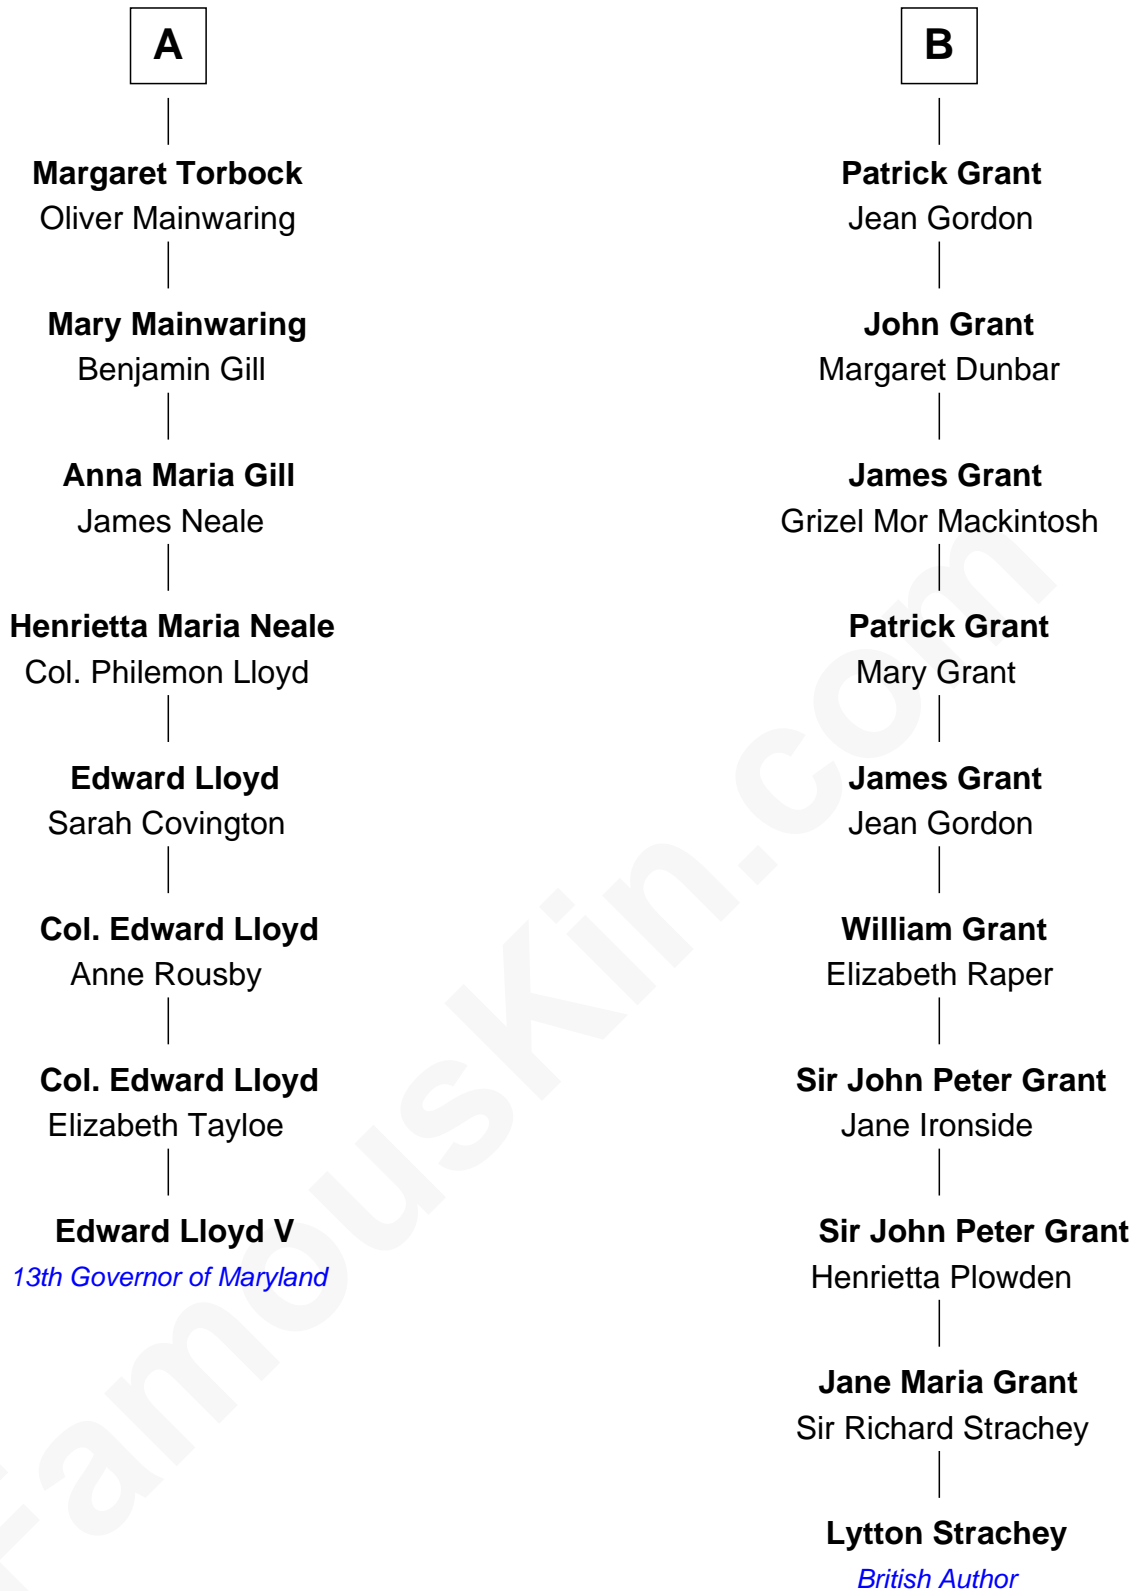 A
Margaret Torbock
Oliver Mainwaring
Mary Mainwaring
Benjamin Gill
Anna Maria Gill
James Neale
Henrietta Maria Neale
Col. Philemon Lloyd
Edward Lloyd
Sarah Covington
Col. Edward Lloyd
Anne Rousby
Col. Edward Lloyd
Elizabeth Tayloe
Edward Lloyd V
13th Governor of Maryland
B
Patrick Grant
Jean Gordon
John Grant
Margaret Dunbar
James Grant
Grizel Mor Mackintosh
Patrick Grant
Mary Grant
James Grant
Jean Gordon
William Grant
Elizabeth Raper
Sir John Peter Grant
Jane Ironside
Sir John Peter Grant
Henrietta Plowden
Jane Maria Grant
Sir Richard Strachey
Lytton Strachey
British Author
FamousKin.com